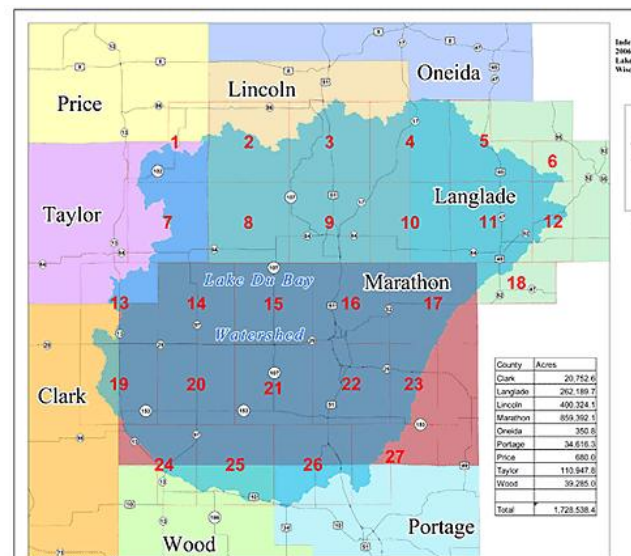 Inde
2006
Lake
Wisc
Oneida
Lincoln
Price
1
2
3
4
5
6
Langlade
Taylor
7
8
9
10
11
12
Marathon
Lake Du Bay
18
13
14
15
16
17
Watershed
Clark
19
20
21
22
23
24
25
26
27
Portage
Wood
County Acres
Clark 20,752.6
Langlade 262,189.7
Lincoln 400,324.1
Marathon 859,392.1
Oneida 350.8
Portage 34,616.3
Price 680.0
Taylor 110,947.8
Wood 39,285.0
Total 1,728,538.4